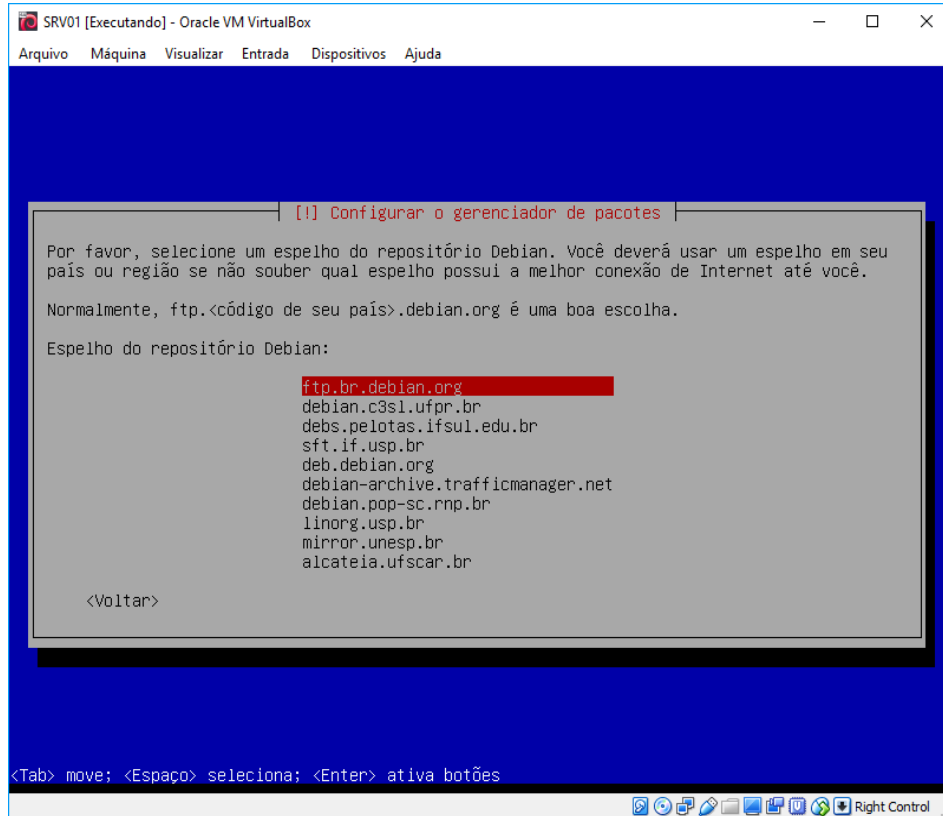 SRV01 [Executando] - Oracle VM VirtualBox
Arquivo Máquina Visualizar Entrada Dispositivos Ajuda
[!] Configurar o gerenciador de pacotes
Por favor, selecione um espelho do repositório Debian. Você deverá usar um espelho em seu
país ou região se não souber qual espelho possui a melhor conexão de Internet até você.
Normalmente, ftp.<código de seu país>.debian.org é uma boa escolha.
Espelho do repositório Debian:
ftp.br.debian.org
debian.c3sl.ufpr.br
debs.pelotas.ifsul.edu.br
sft.if.usp.br
deb.debian.org
debian-archive.trafficmanager.net
debian.pop-sc.rnp.br
linorg.usp.br
mirror.unesp.br
alcateia.ufscar.br
<Voltar>
<Tab> move; <Espaço> seleciona; <Enter> ativa botões
Right Control